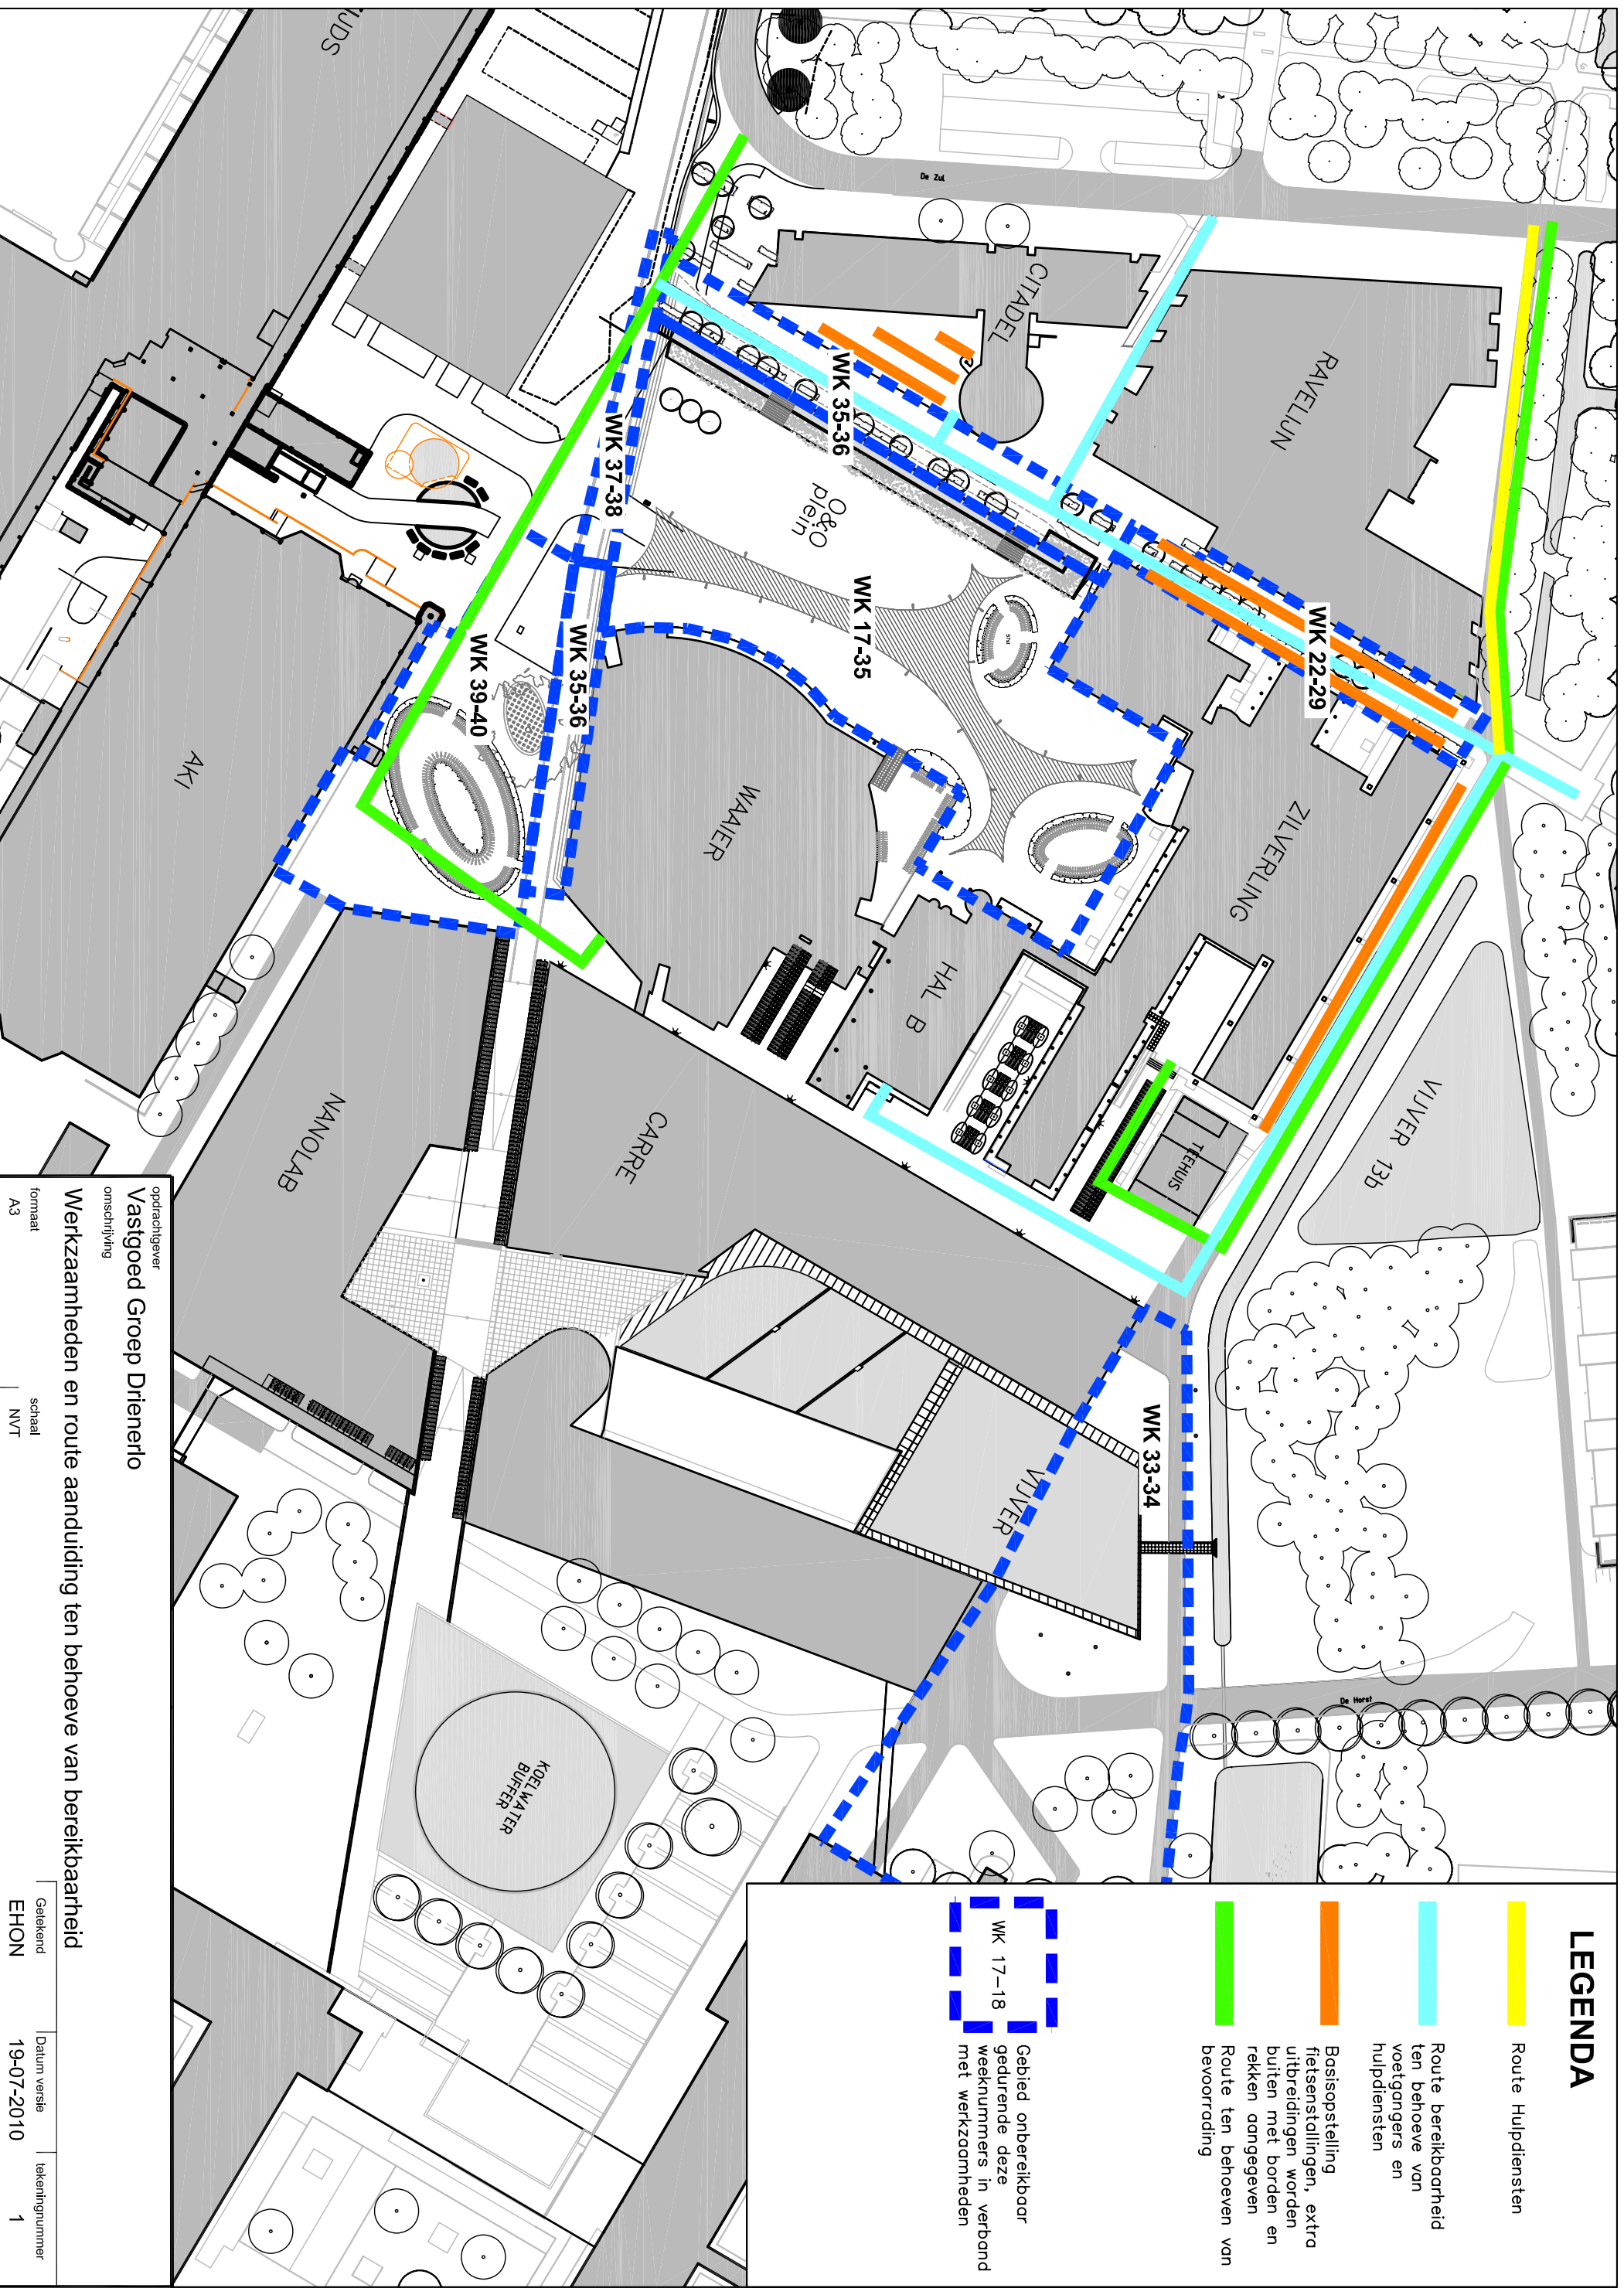 LEGENDA
Route Hulpdiensten
Route bereikbaarheid
ten behoeve van
voetgangers en
hulpdiensten
Basisopstelling
fietsenstallingen, extra
uitbreidingen worden
buiten met borden en
rekken aangegeven
Route ten behoeven van
bevoorrading
WK 17-18
Gebied onbereikbaar
gedurende deze
weeknummers in verband
met werkzaamheden
De Zul
CITADEL
RAVELIJN
WK 35-36
WK 37-38
O&O
plein
WK 17-35
WK 22-29
WK 35-36
WK 39-40
AKI
WAAIER
ZILVERLING
HAL B
TEEHUIS
VIJVER 13b
NANOLAB
CARRE
VIJVER
WK 33-34
De Horst
KOELWATER
BUFFER
opdrachtgever
Vastgoed Groep Drienerlo
omschrijving
Werkzaamheden en route aanduiding ten behoeve van bereikbaarheid
formaat
A3
schaal
NVT
Getekend
EHON
Datum versie
19-07-2010
tekeningnummer
1